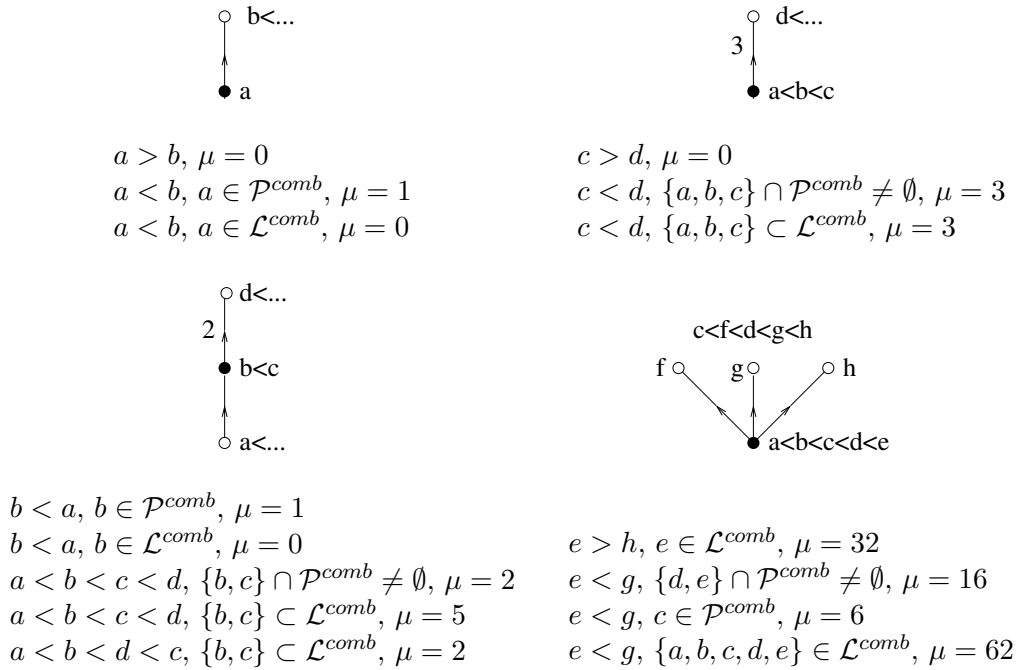 b<...
a
a > b, μ = 0
a < b, a ∈ 𝒫^{comb}, μ = 1
a < b, a ∈ ℒ^{comb}, μ = 0
d<...
3
a<b<c
c > d, μ = 0
c < d, {a, b, c} ∩ 𝒫^{comb} ≠ ∅, μ = 3
c < d, {a, b, c} ⊂ ℒ^{comb}, μ = 3
d<...
2
b<c
a<...
b < a, b ∈ 𝒫^{comb}, μ = 1
b < a, b ∈ ℒ^{comb}, μ = 0
a < b < c < d, {b, c} ∩ 𝒫^{comb} ≠ ∅, μ = 2
a < b < c < d, {b, c} ⊂ ℒ^{comb}, μ = 5
a < b < d < c, {b, c} ⊂ ℒ^{comb}, μ = 2
c<f<d<g<h
f g h
a<b<c<d<e
e > h, e ∈ ℒ^{comb}, μ = 32
e < g, {d, e} ∩ 𝒫^{comb} ≠ ∅, μ = 16
e < g, c ∈ 𝒫^{comb}, μ = 6
e < g, {a, b, c, d, e} ∈ ℒ^{comb}, μ = 62